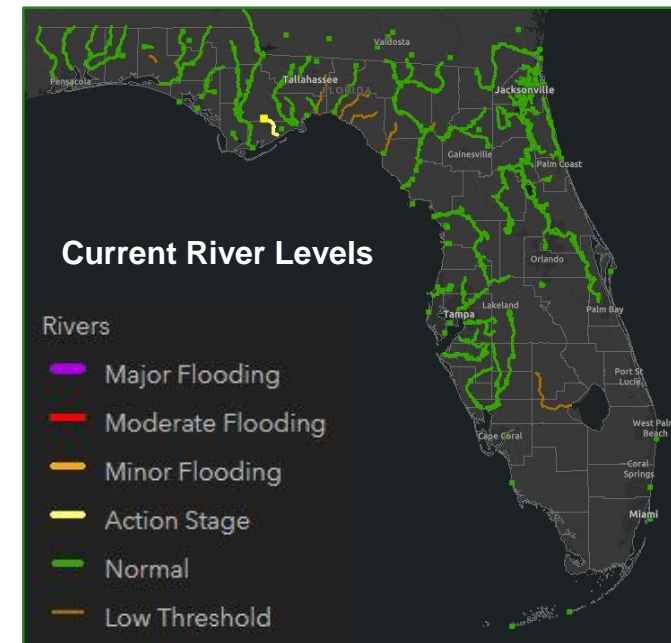 Valdosta
Pensacola
Tallahassee
FLORIDA
Jacksonville
Gainesville
Palm Coast
Current River Levels
Orlando
Lakeland
Tampa
Palm Bay
Rivers
Major Flooding
Port St
Lucie
Moderate Flooding
West Palm
Beach
Cape Coral
Minor Flooding
Coral
Springs
Action Stage
Miami
Normal
Low Threshold